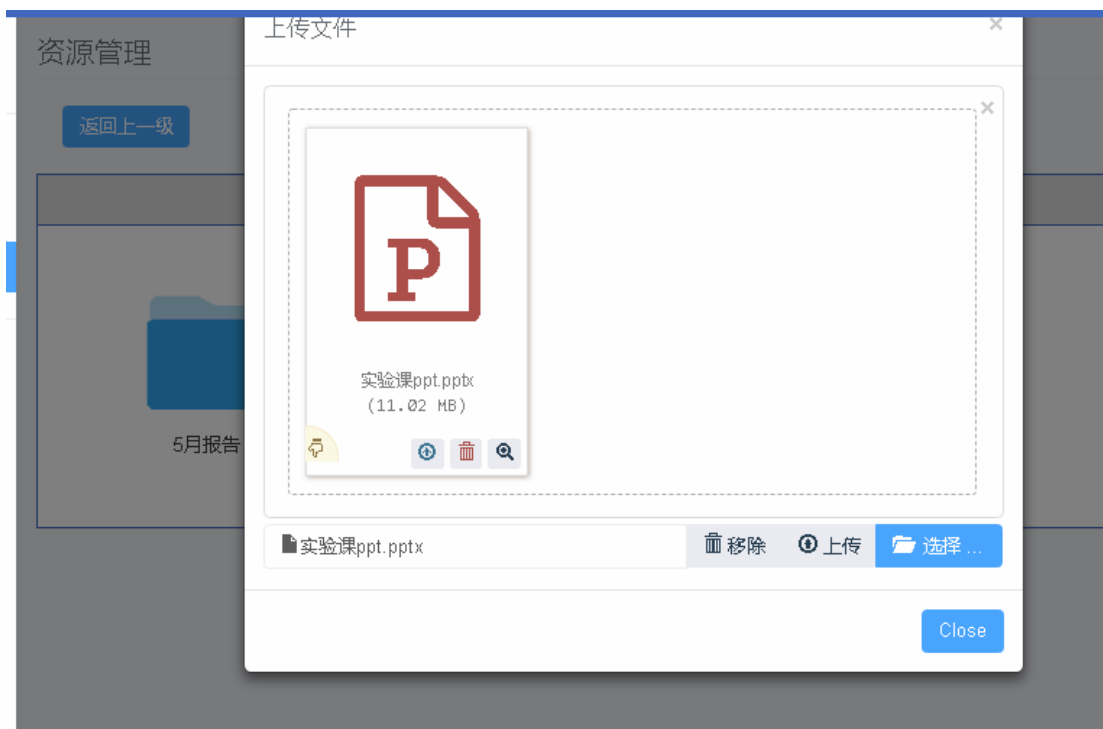 上传文件
×
资源管理
返回上一级
×
P
实验课ppt.pptx
(11.02 MB)
5月报告
实验课ppt.pptx
移除
上传
选择 ...
Close